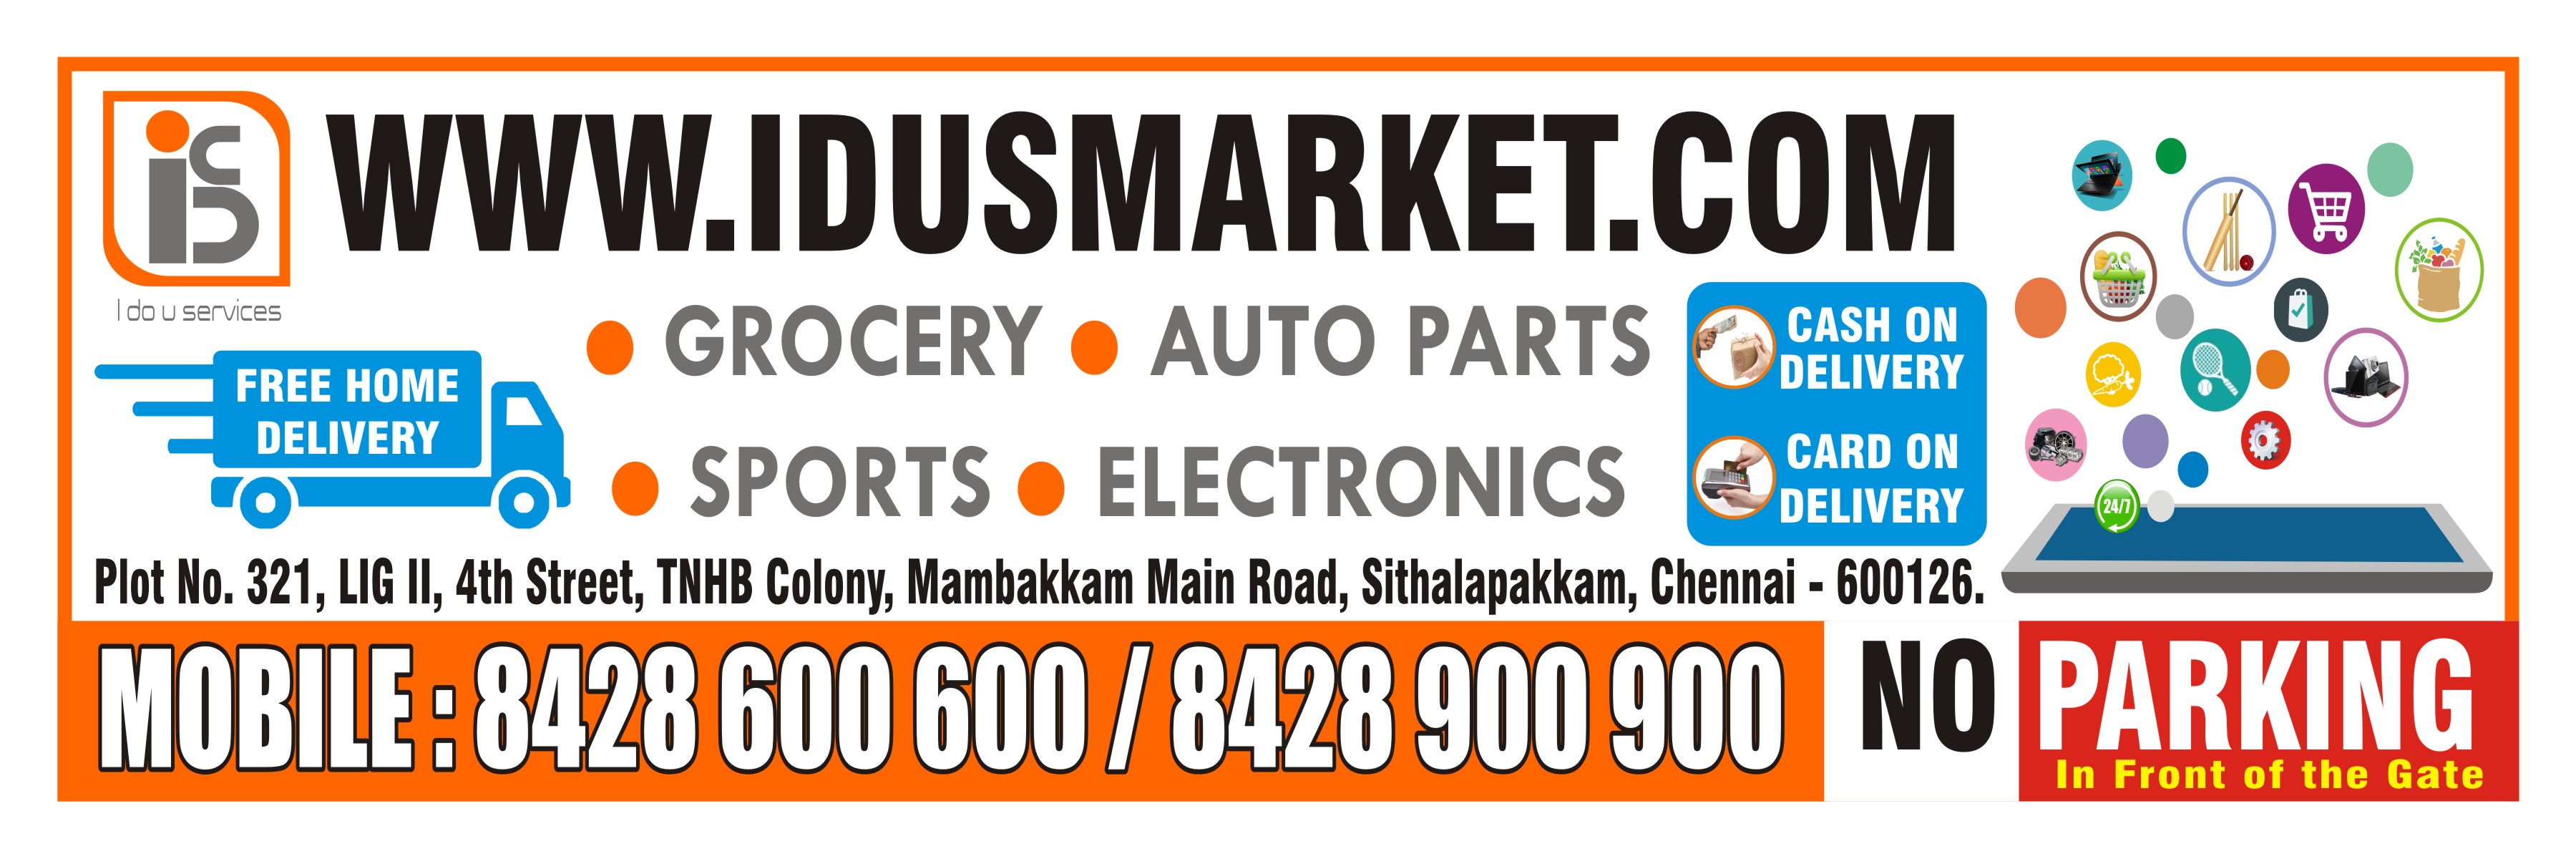 WWW.IDUSMARKET.COM
I do u services
FREE HOME
DELIVERY
• GROCERY • AUTO PARTS
• SPORTS • ELECTRONICS
CASH ON
DELIVERY
CARD ON
DELIVERY
24/7
Plot No. 321, LIG II, 4th Street, TNHB Colony, Mambakkam Main Road, Sithalapakkam, Chennai - 600126.
MOBILE : 8428 600 600 / 8428 900 900
NO PARKING
In Front of the Gate